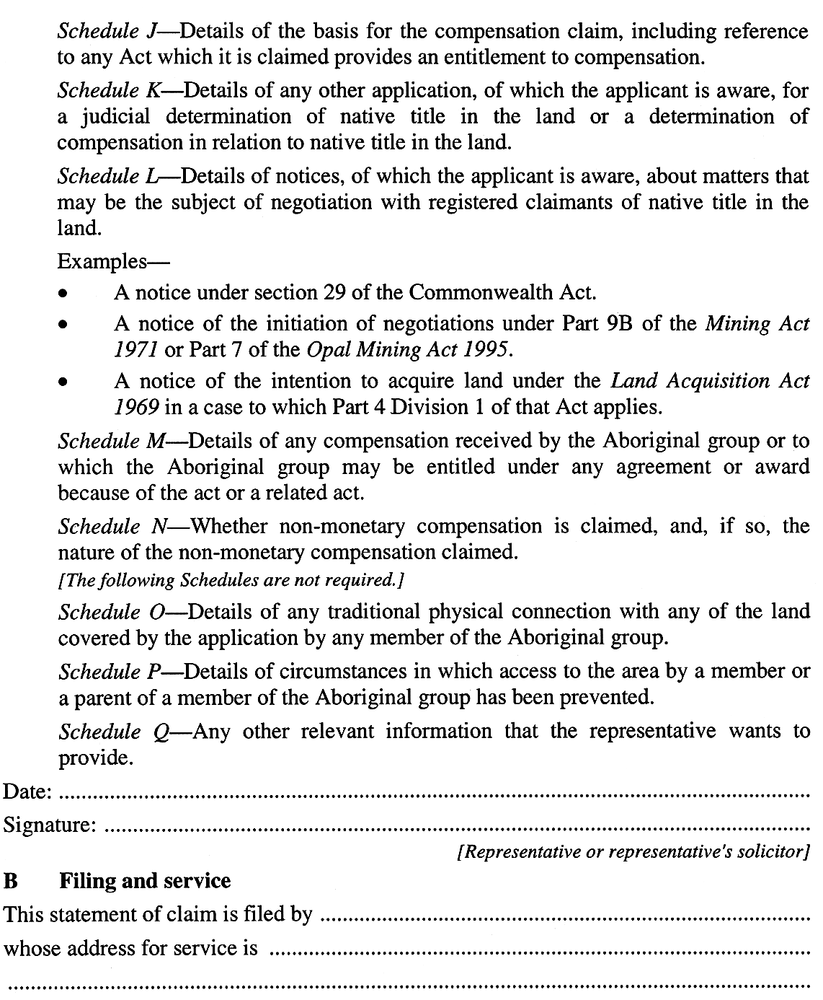 Schedule J—Details of the basis for the compensation claim, including reference
to any Act which it is claimed provides an entitlement to compensation.
Schedule K—Details of any other application, of which the applicant is aware, for
a judicial determination of native title in the land or a determination of
compensation in relation to native title in the land.
Schedule L—Details of notices, of which the applicant is aware, about matters that
may be the subject of negotiation with registered claimants of native title in the
land.
Examples—
• A notice under section 29 of the Commonwealth Act.
• A notice of the initiation of negotiations under Part 9B of the Mining Act
1971 or Part 7 of the Opal Mining Act 1995.
• A notice of the intention to acquire land under the Land Acquisition Act
1969 in a case to which Part 4 Division 1 of that Act applies.
Schedule M—Details of any compensation received by the Aboriginal group or to
which the Aboriginal group may be entitled under any agreement or award
because of the act or a related act.
Schedule N—Whether non-monetary compensation is claimed, and, if so, the
nature of the non-monetary compensation claimed.
[The following Schedules are not required.]
Schedule O—Details of any traditional physical connection with any of the land
covered by the application by any member of the Aboriginal group.
Schedule P—Details of circumstances in which access to the area by a member or
a parent of a member of the Aboriginal group has been prevented.
Schedule Q—Any other relevant information that the representative wants to
provide.
Date: ....................
Signature: ....................
[Representative or representative's solicitor]
B Filing and service
This statement of claim is filed by ....................
whose address for service is ....................
....................